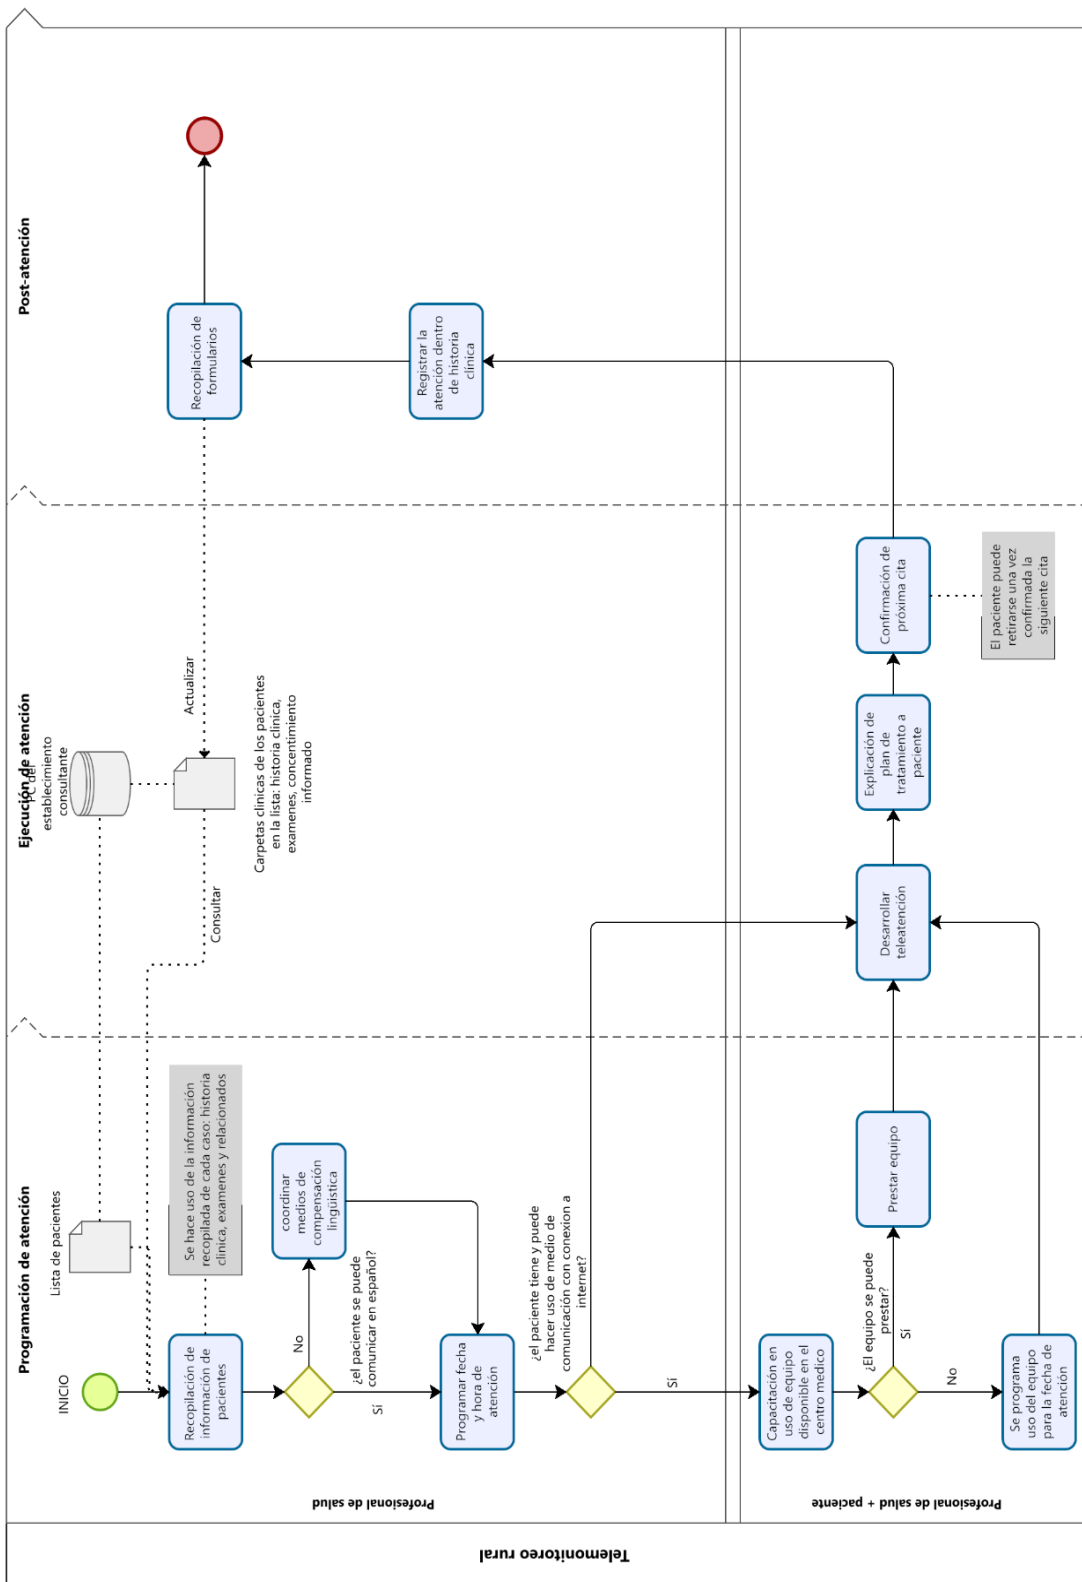 Telemonitoreo rural
Programación de atención
Ejecución de atención
Post-atención
Profesional de salud
INICIO
Lista de pacientes
PC del
establecimiento
consultante
Recopilación de
información de
pacientes
Se hace uso de la información
recopilada de cada caso: historia
clinica, examenes y relacionados
Consultar
Actualizar
Carpetas clinicas de los pacientes
en la lista: historia clinica,
examenes, concentimiento
informado
Recopilación de
formularios
No
coordinar
medios de
compensación
lingüistica
¿el paciente se puede
comunicar en español?
Sí
Programar fecha
y hora de
atención
Registrar la
atención dentro
de historia
clínica
¿el paciente tiene y puede
hacer uso de medio de
comunicación con conexion a
internet?
Sí
Profesional de salud + paciente
Capacitación en
uso de equipo
disponible en el
centro medico
¿El equipo se puede
prestar?
Sí
Prestar equipo
Desarrollar
teleatención
Explicación de
plan de
tratamiento a
paciente
Confirmación de
próxima cita
No
Se programa
uso del equipo
para la fecha de
atención
El paciente puede
retirarse una vez
confirmada la
siguiente cita